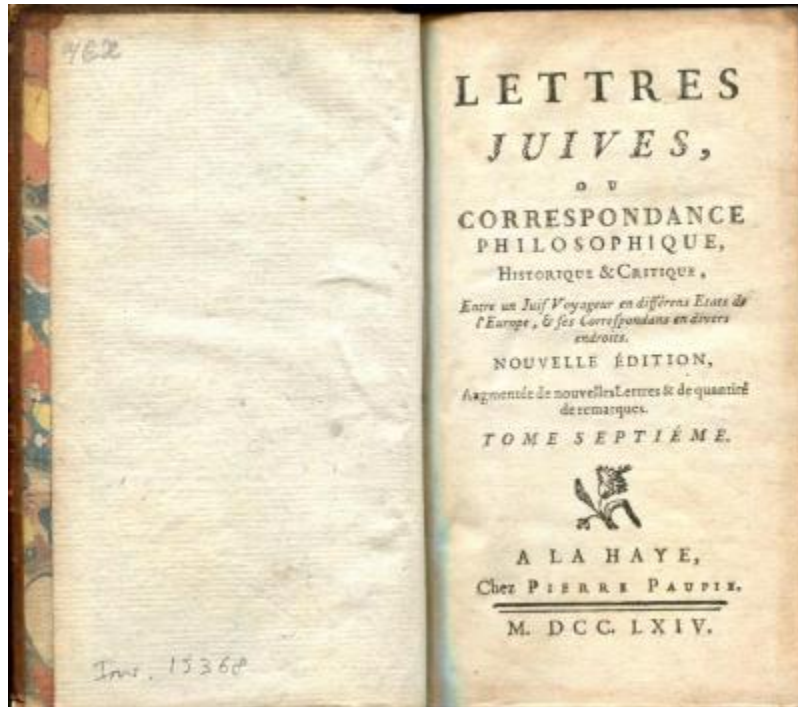 Inv. 15368
LETTRES
JUIVES,
OU
CORRESPONDANCE
PHILOSOPHIQUE,
HISTORIQUE & CRITIQUE,
Entre un Juif Voyageur en différens Etats de
l'Europe, & ses Correspondans en divers
endroits.
NOUVELLE ÉDITION,
Augmentée de nouvelles Lettres & de quantité
de remarques.
TOME SEPTIÉME.
A LA HAYE,
Chez PIERRE PAUPIE.
M. DCC. LXIV.